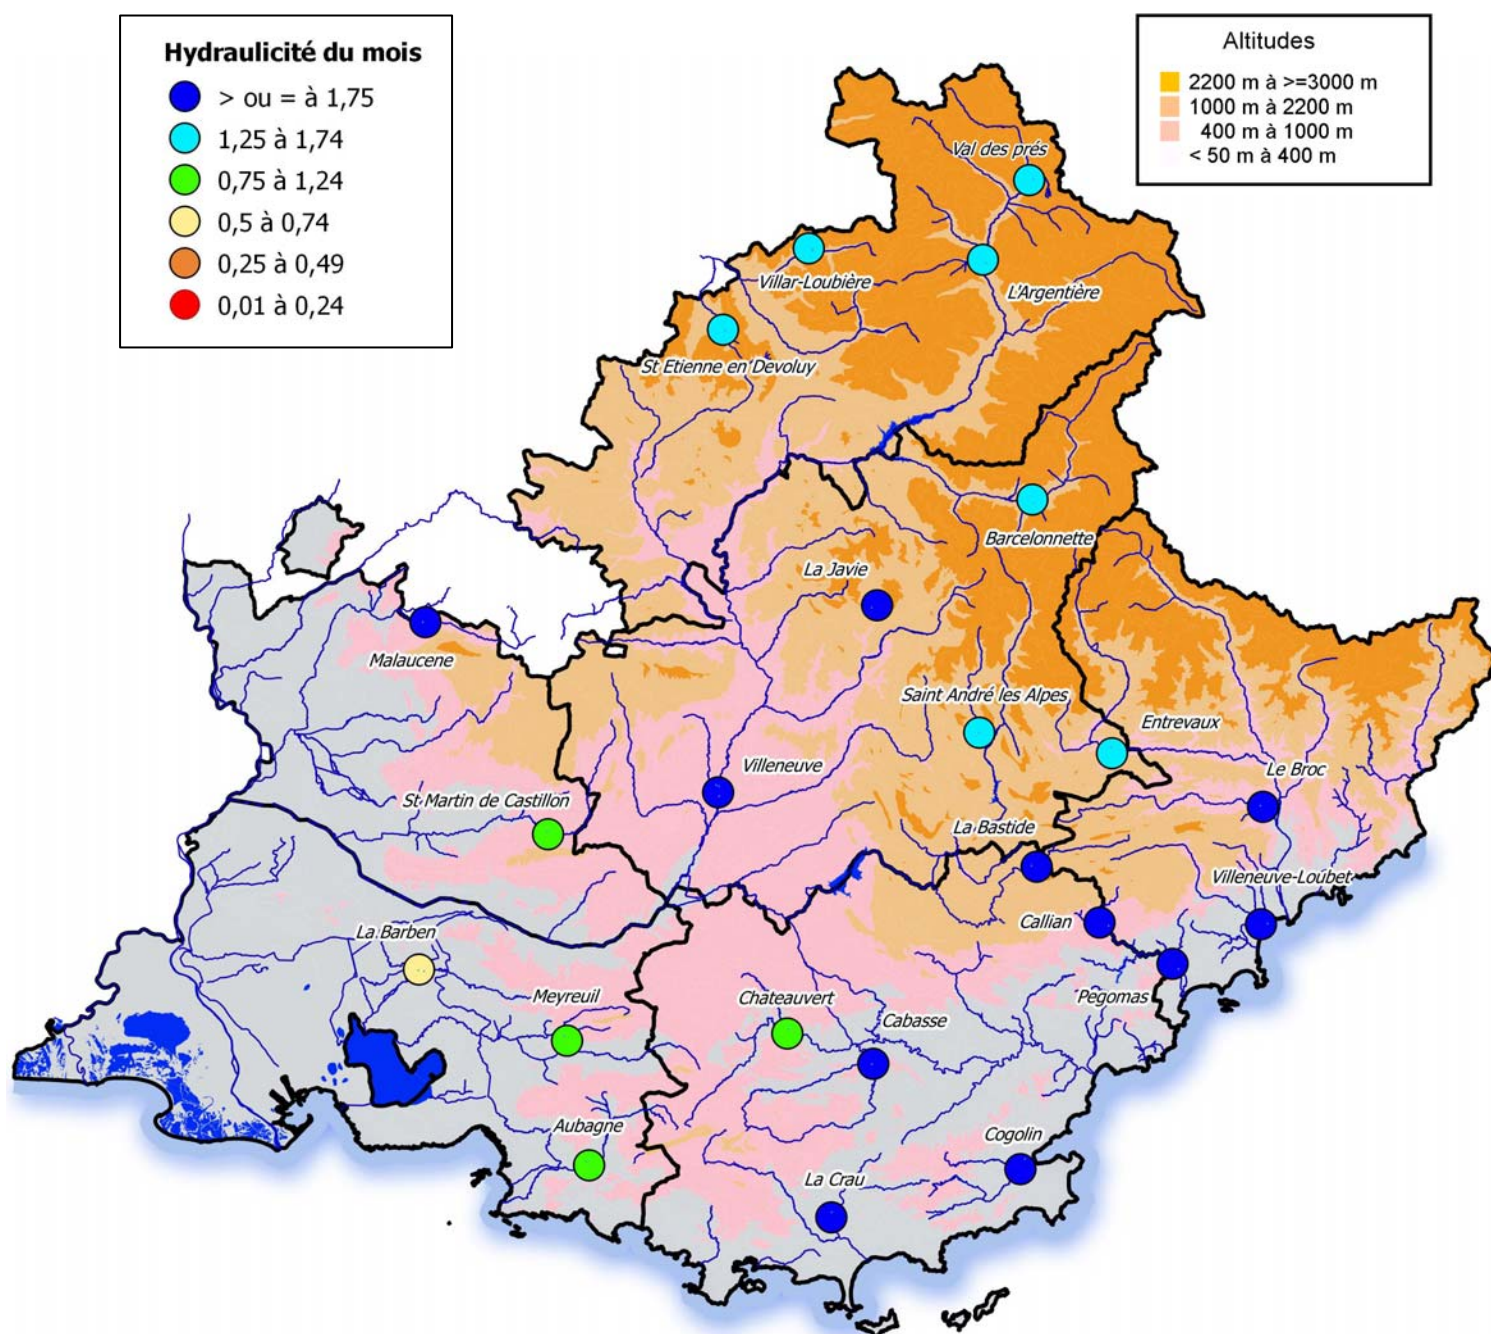 Hydraulicité du mois
> ou = à 1,75
1,25 à 1,74
0,75 à 1,24
0,5 à 0,74
0,25 à 0,49
0,01 à 0,24
Altitudes
2200 m à >=3000 m
1000 m à 2200 m
400 m à 1000 m
< 50 m à 400 m
Val des prés
Villar-Loubière
L'Argentière
St Etienne en Devoluy
Barcelonnette
La Javie
Malaucene
Saint André les Alpes
Entrevaux
Villeneuve
Le Broc
St Martin de Castillon
La Bastide
Villeneuve-Loubet
Callian
La Barben
Pégomas
Meyreuil
Chateauvert
Cabasse
Aubagne
Cogolin
La Crau